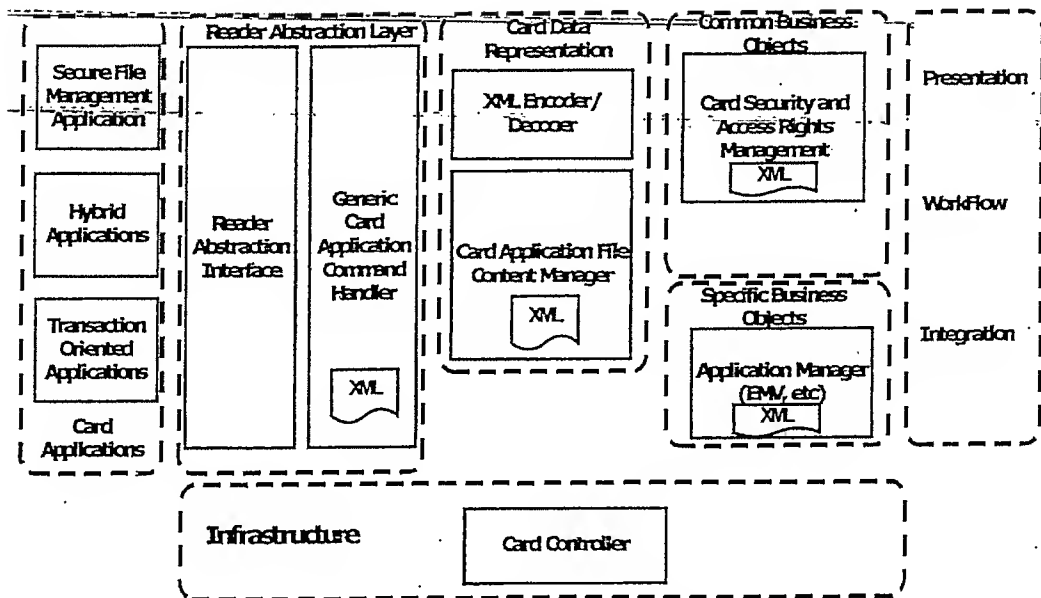 Secure File
Management
Application
Hybrid
Applications
Transaction
Oriented
Applications
Card
Applications
Reader Abstraction Layer
Reader
Abstraction
Interface
Generic
Card
Application
Command
Handler
XML
Card Data
Representation
XML Encoder/
Decoder
Card Application File
Content Manager
XML
Common Business
Objects
Card Security and
Access Rights
Management
XML
Specific Business
Objects
Application Manager
(EMV, etc)
XML
Presentation
WorkFlow
Integration
Infrastructure
Card Controller